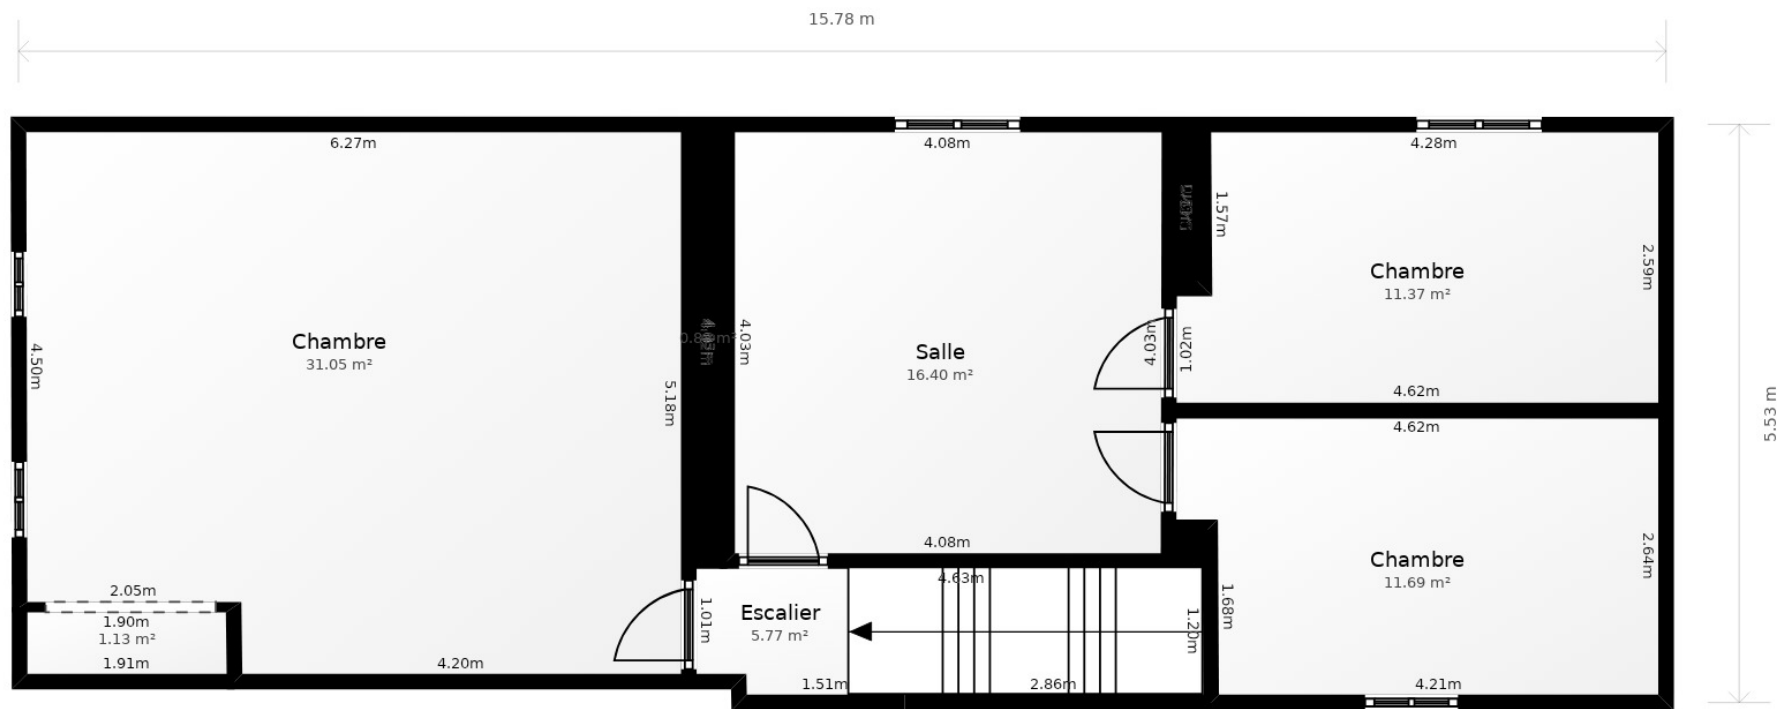 15.78 m
6.27m
4.08m
4.28m
1.57m
Chambre
11.37 m²
2.59m
Chambre
31.05 m²
4.50m
5.18m
4.03m
Salle
16.40 m²
4.03m
1.02m
4.62m
4.62m
5.53 m
4.08m
4.63m
Chambre
11.69 m²
2.64m
2.05m
1.90m
1.13 m²
1.91m
4.20m
1.01m
Escalier
5.77 m²
1.20m
1.68m
1.51m
2.86m
4.21m